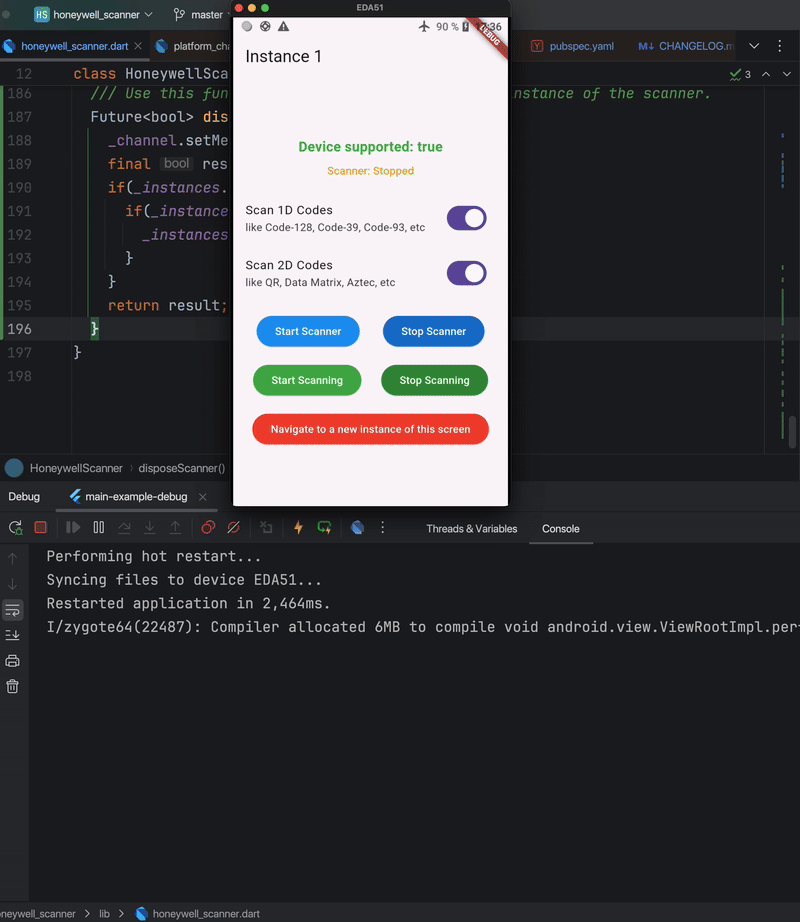 HS honeywell_scanner master
EDA51
honeywell_scanner.dart platform_cha
pubspec.yaml M↓ CHANGELOG.m
90 % 17:36
DEBUG
Instance 1
12 class HoneywellSca
3
186 /// Use this fun nstance of the scanner.
187 Future<bool> dis
188 _channel.setMe
189 final bool res
190 if(_instances.
191 if(_instance
192 _instances
193 }
194 }
195 return result;
196 }
197 }
198
Device supported: true
Scanner: Stopped
Scan 1D Codes
like Code-128, Code-39, Code-93, etc
Scan 2D Codes
like QR, Data Matrix, Aztec, etc
Start Scanner Stop Scanner
Start Scanning Stop Scanning
Navigate to a new instance of this screen
HoneywellScanner disposeScanner()
Debug main-example-debug
Threads & Variables Console
Performing hot restart...
Syncing files to device EDA51...
Restarted application in 2,464ms.
I/zygote64(22487): Compiler allocated 6MB to compile void android.view.ViewRootImpl.per
oneywell_scanner lib honeywell_scanner.dart